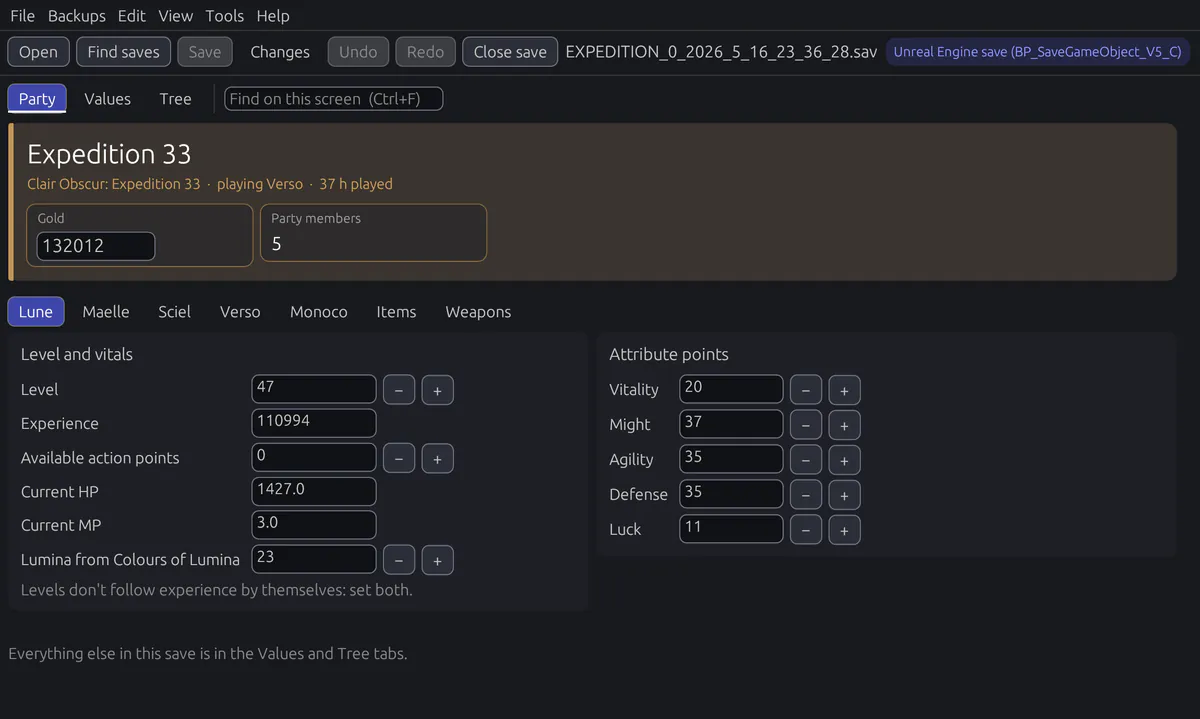 File Backups Edit View Tools Help
Open Find saves Save Changes Undo Redo Close save EXPEDITION_0_2026_5_16_23_36_28.sav Unreal Engine save (BP_SaveGameObject_V5_C)
Party Values Tree Find on this screen (Ctrl+F)
Expedition 33
Clair Obscur: Expedition 33 · playing Verso · 37 h played
Gold
132012
Party members
5
Lune Maelle Sciel Verso Monoco Items Weapons
Level and vitals
Level 47 − +
Experience 110994
Available action points 0 − +
Current HP 1427.0
Current MP 3.0
Lumina from Colours of Lumina 23 − +
Levels don't follow experience by themselves: set both.
Attribute points
Vitality 20 − +
Might 37 − +
Agility 35 − +
Defense 35 − +
Luck 11 − +
Everything else in this save is in the Values and Tree tabs.